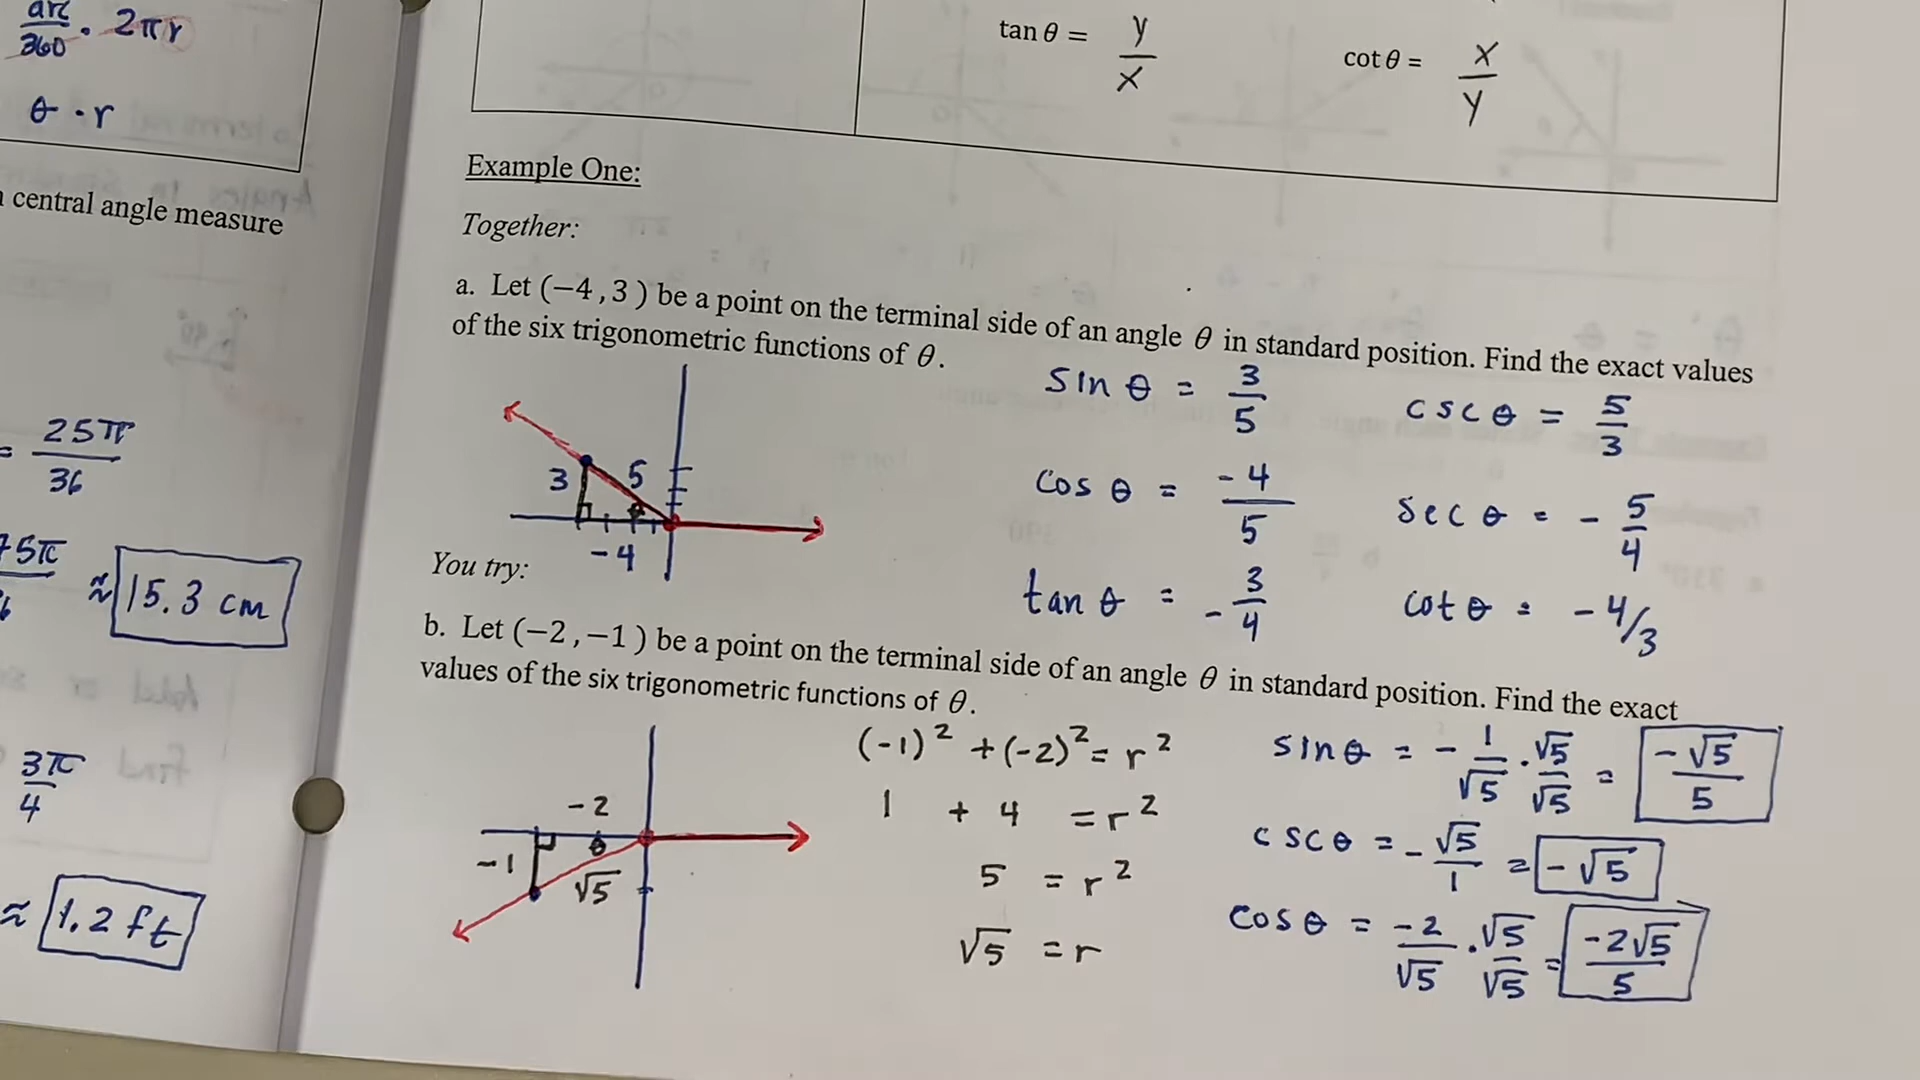 arc/360 · 2πr
θ · r
central angle measure
= 25π/36
75π
≈ 15.3 cm
3π/4
≈ 1.2 ft
tan θ = y/x
cot θ = x/y
Example One:
Together:
a. Let (−4, 3) be a point on the terminal side of an angle θ in standard position. Find the exact values
of the six trigonometric functions of θ.
3 5
-4
sin θ = 3/5
csc θ = 5/3
cos θ = -4/5
sec θ = - 5/4
tan θ = - 3/4
cot θ = -4/3
You try:
b. Let (−2, −1) be a point on the terminal side of an angle θ in standard position. Find the exact
values of the six trigonometric functions of θ.
-2
-1 θ
√5
(-1)² + (-2)² = r²
1 + 4 = r²
5 = r²
√5 = r
sin θ = - 1/√5 · √5/√5 = -√5/5
csc θ = - √5/1 = -√5
cos θ = -2/√5 · √5/√5 = -2√5/5